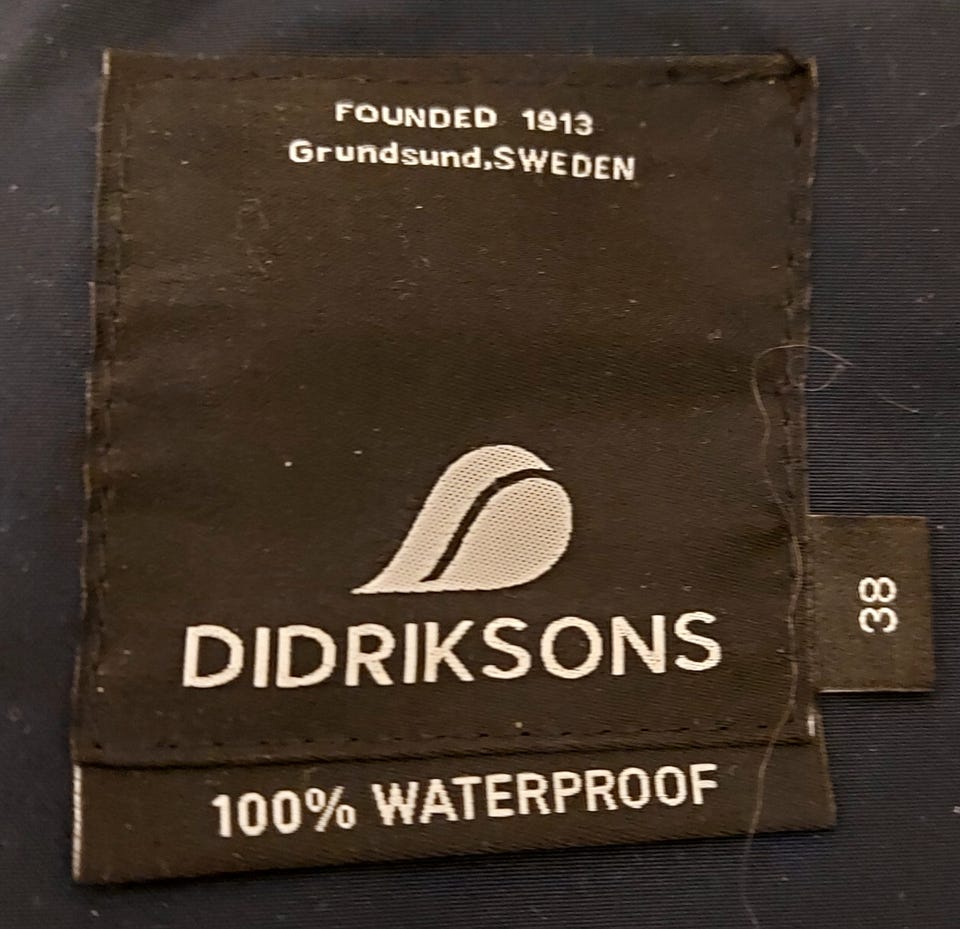 FOUNDED 1913
Grundsund,SWEDEN
DIDRIKSONS
38
100% WATERPROOF